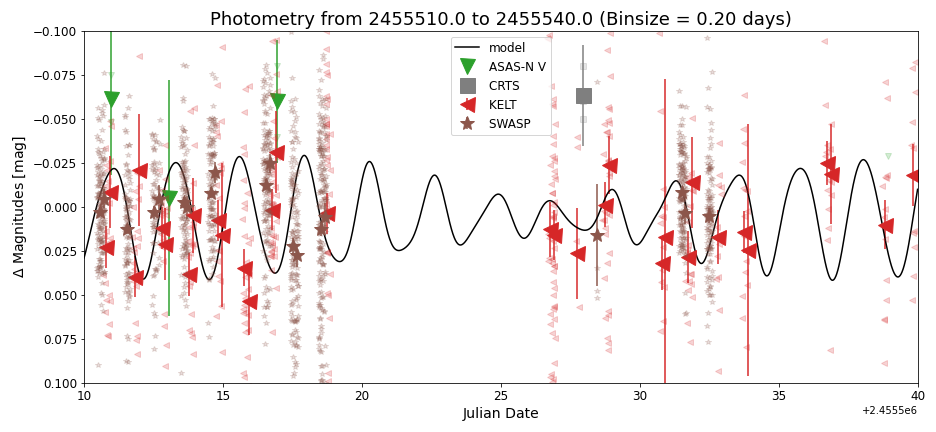 Photometry from 2455510.0 to 2455540.0 (Binsize = 0.20 days)
−0.100
−0.075
−0.050
−0.025
0.000
0.025
0.050
0.075
0.100
Δ Magnitudes [mag]
model
ASAS-N V
CRTS
KELT
SWASP
10 15 20 25 30 35 40
+2.4555e6
Julian Date